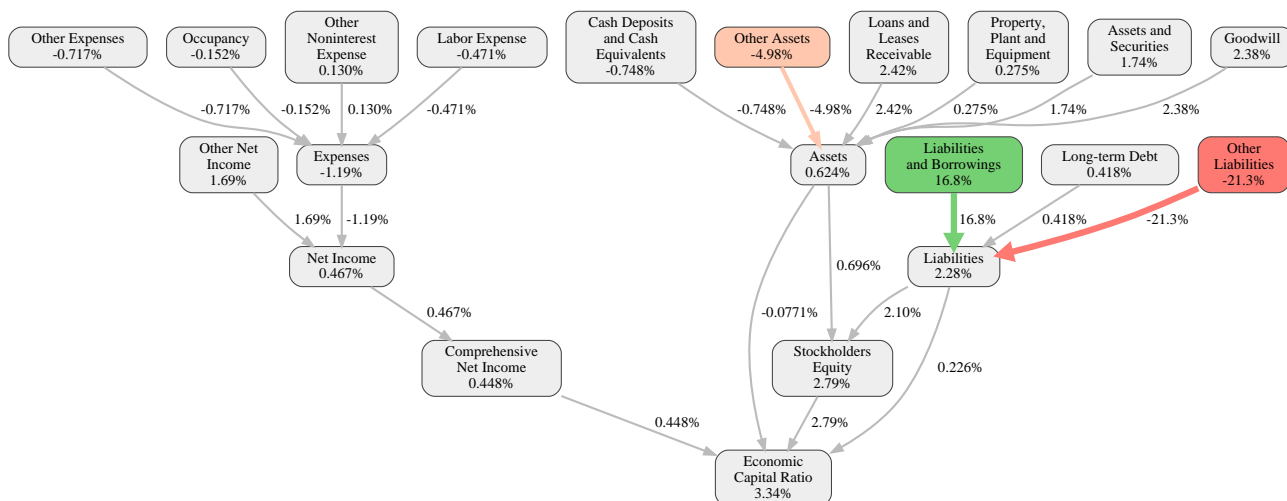 Other Expenses
-0.717%
Occupancy
-0.152%
Other
Noninterest
Expense
0.130%
Labor Expense
-0.471%
Cash Deposits
and Cash
Equivalents
-0.748%
Other Assets
-4.98%
Loans and
Leases
Receivable
2.42%
Property,
Plant and
Equipment
0.275%
Assets and
Securities
1.74%
Goodwill
2.38%
-0.717%
-0.152%
0.130%
-0.471%
-0.748%
-4.98%
2.42%
0.275%
1.74%
2.38%
Other Net
Income
1.69%
Expenses
-1.19%
Assets
0.624%
Liabilities
and Borrowings
16.8%
Long-term Debt
0.418%
Other
Liabilities
-21.3%
1.69%
-1.19%
16.8%
0.418%
-21.3%
Net Income
0.467%
0.696%
Liabilities
2.28%
0.467%
-0.0771%
2.10%
Comprehensive
Net Income
0.448%
Stockholders
Equity
2.79%
0.226%
0.448%
2.79%
Economic
Capital Ratio
3.34%